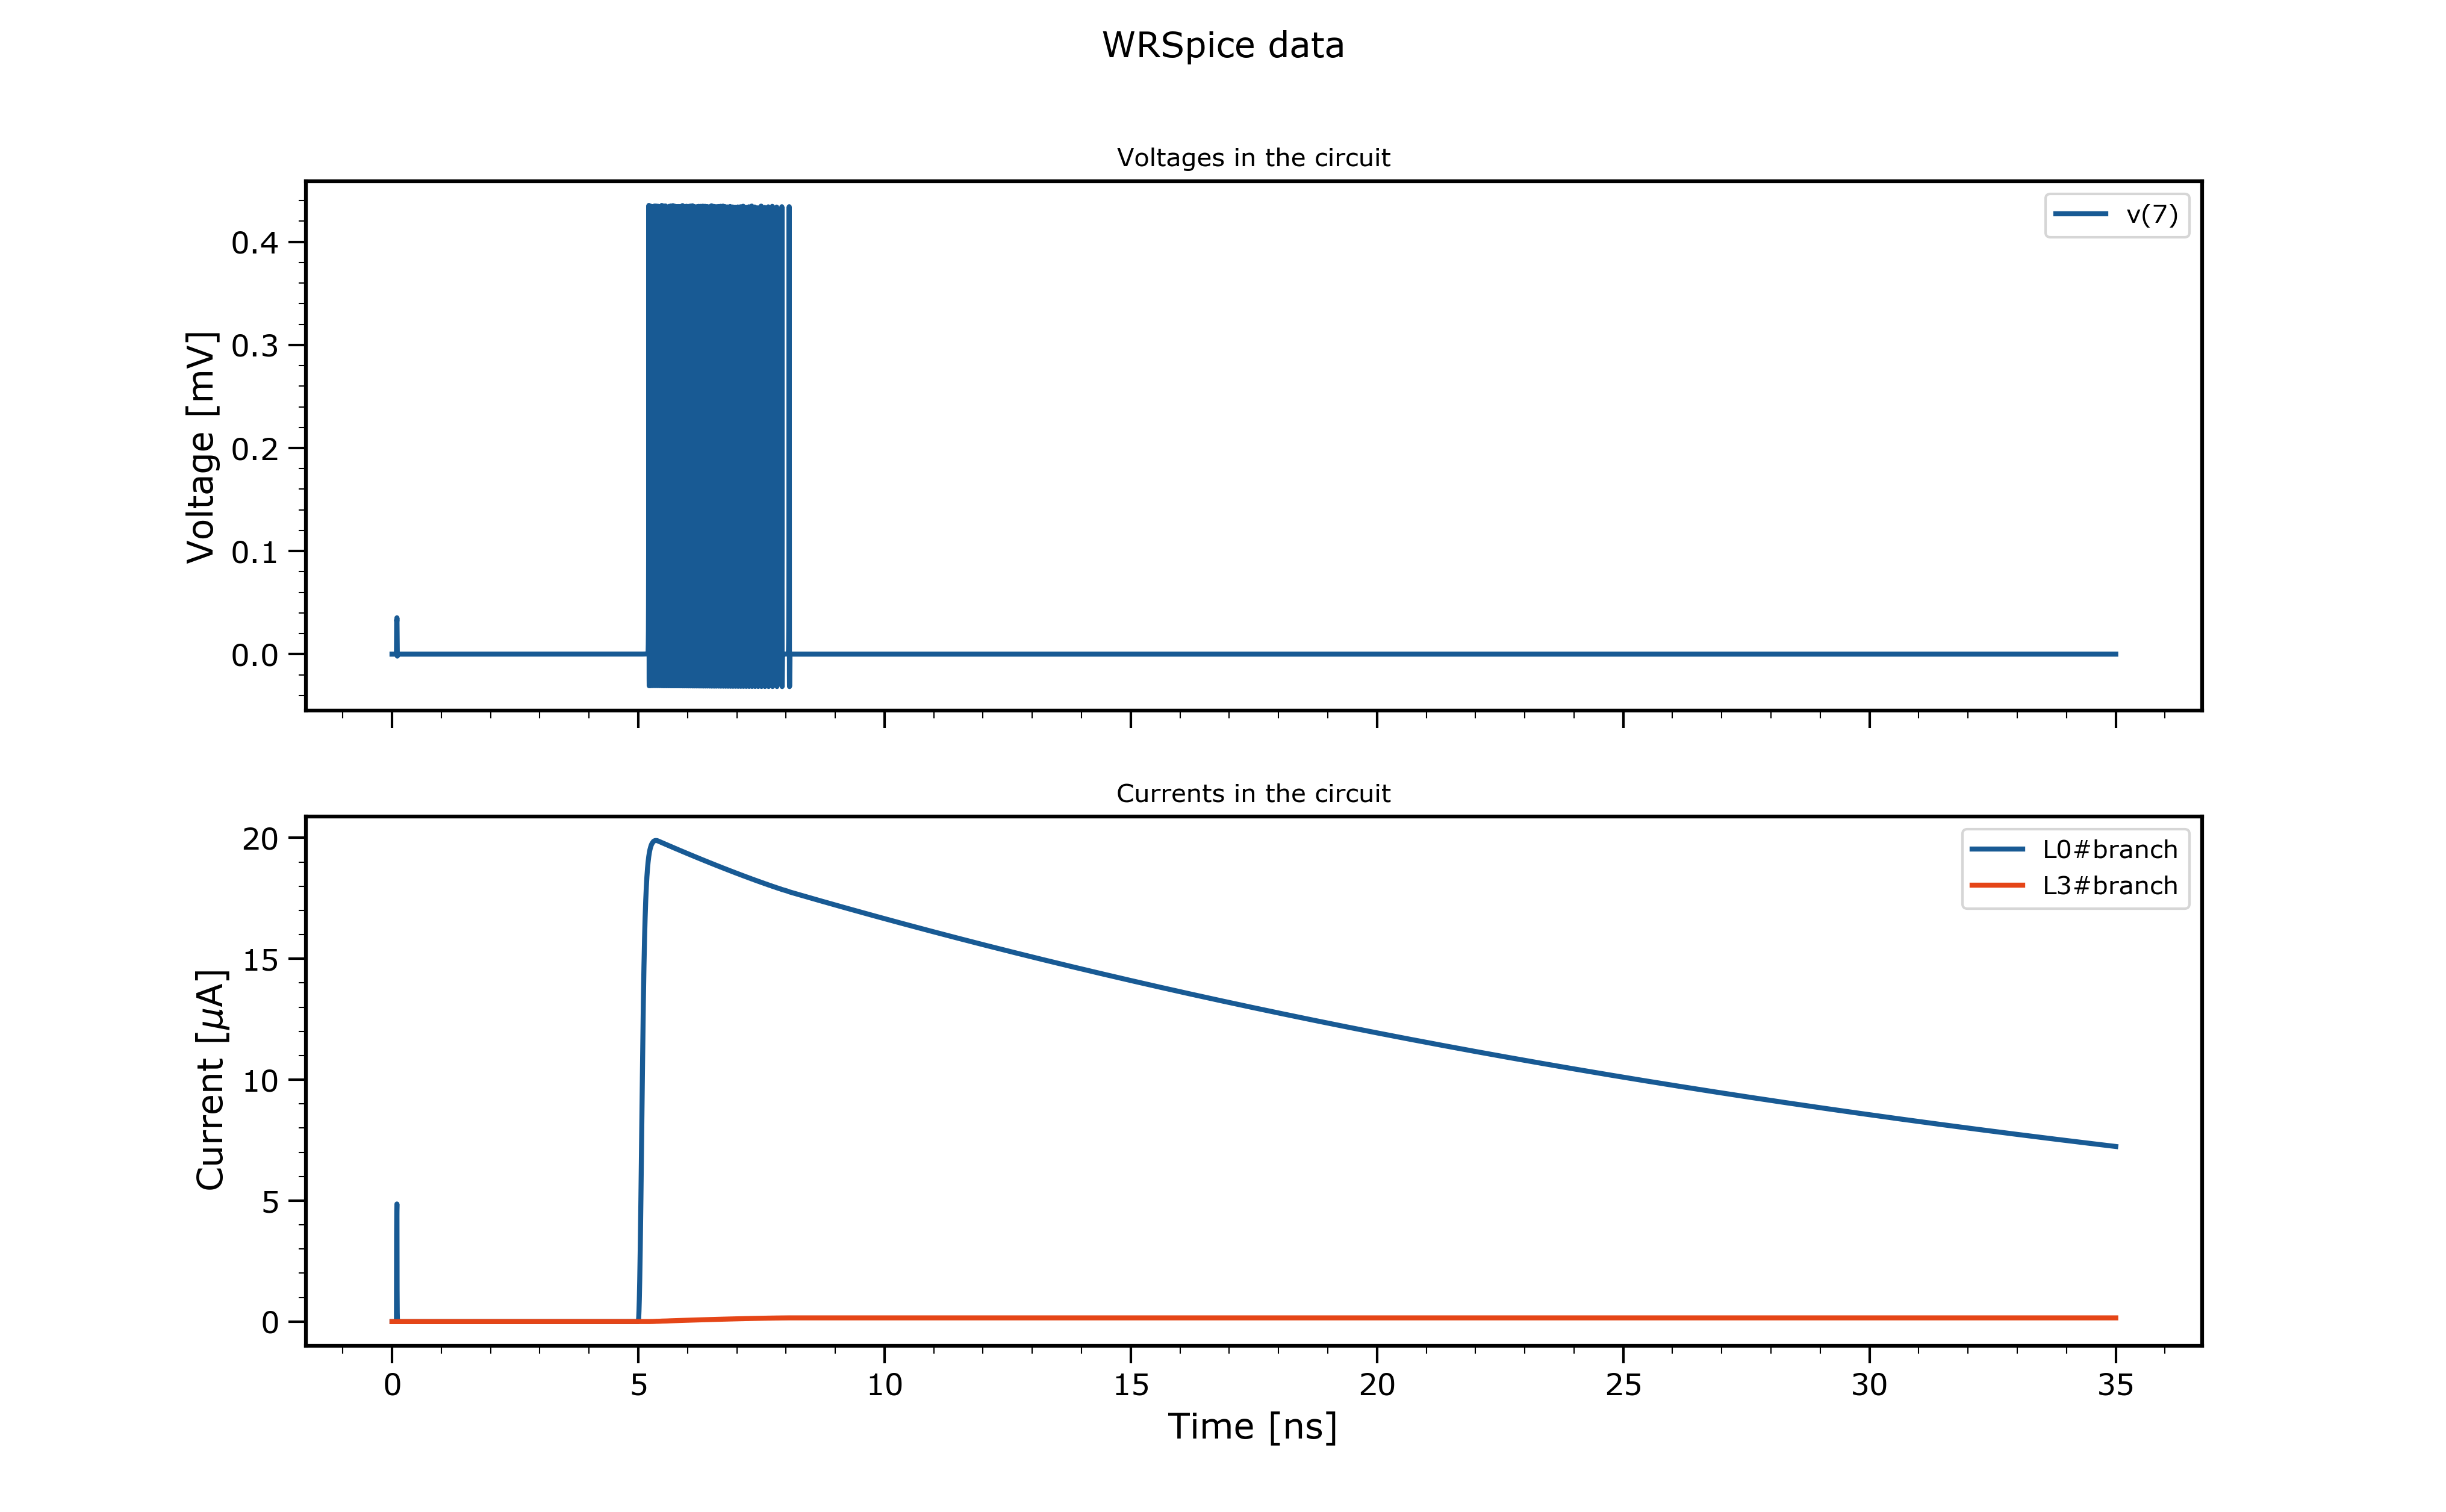 WRSpice data
Voltages in the circuit
v(7)
Voltage [mV]
0.4
0.3
0.2
0.1
0.0
Currents in the circuit
L0#branch
L3#branch
Current [μA]
20
15
10
5
0
0 5 10 15 20 25 30 35
Time [ns]